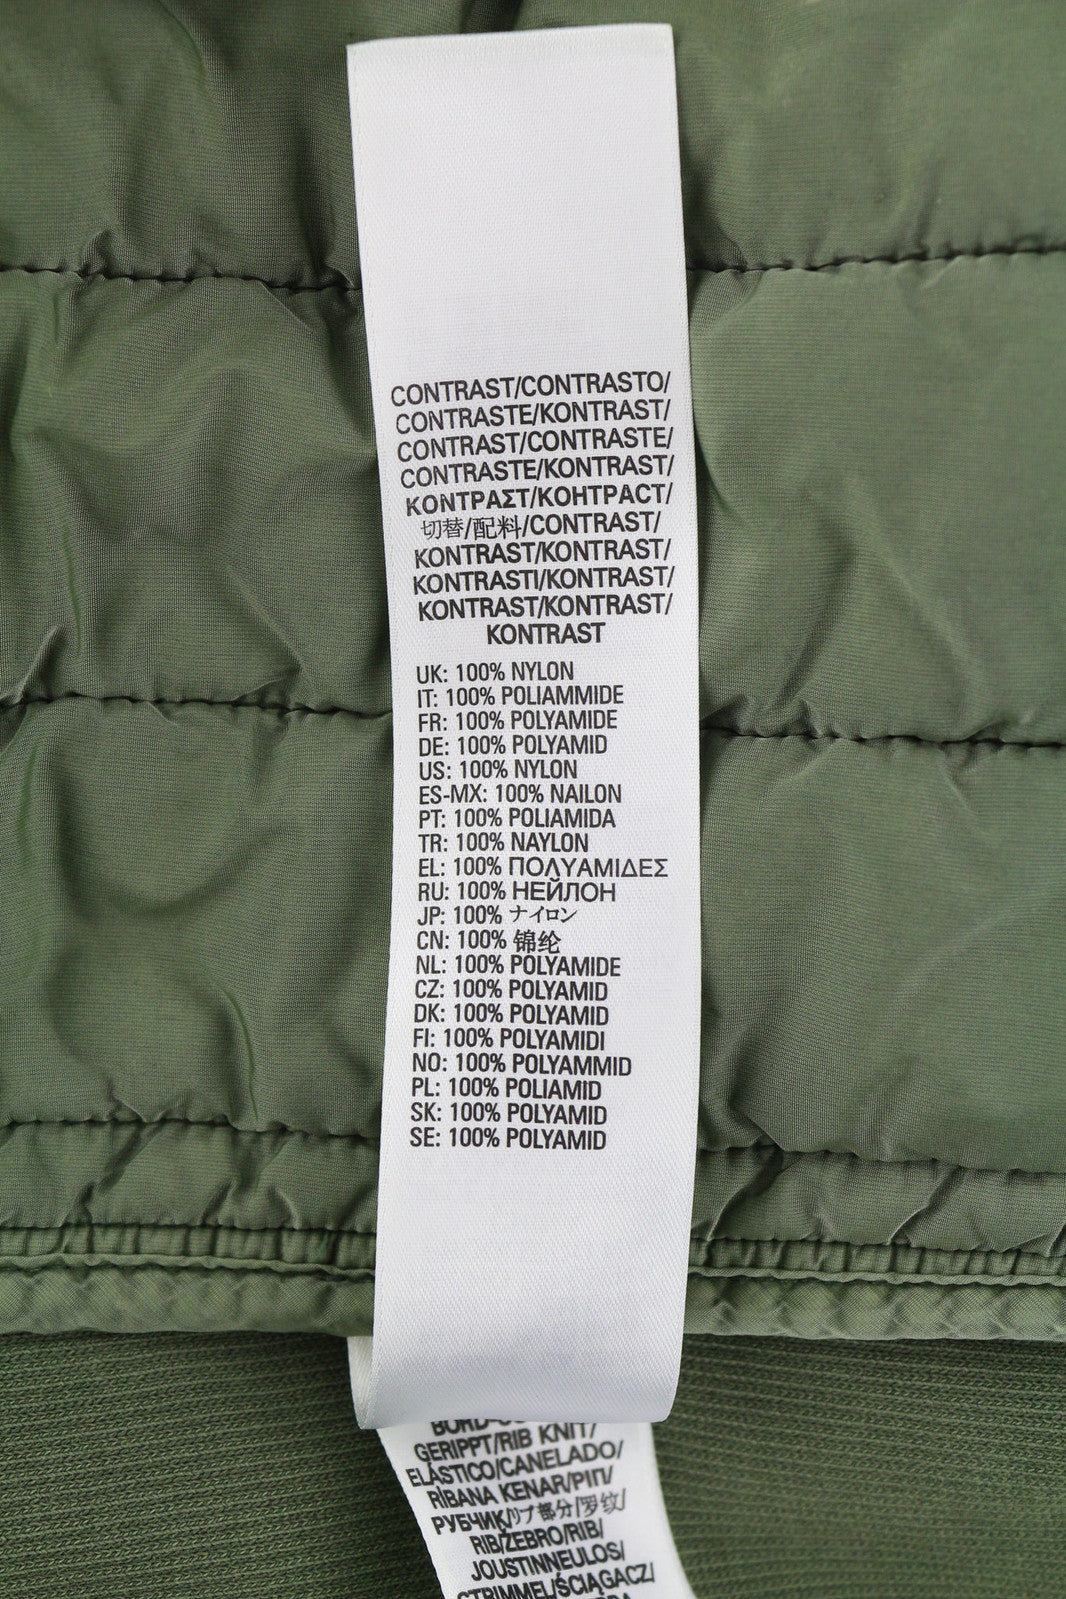 CONTRAST/CONTRASTO/
CONTRASTE/KONTRAST/
CONTRAST/CONTRASTE/
CONTRASTE/KONTRAST/
ΚΟΝΤΡΑΣΤ/КОНТРАСТ/
切替/配料/CONTRAST/
KONTRAST/KONTRAST/
KONTRASTI/KONTRAST/
KONTRAST/KONTRAST/
KONTRAST
UK: 100% NYLON
IT: 100% POLIAMMIDE
FR: 100% POLYAMIDE
DE: 100% POLYAMID
US: 100% NYLON
ES-MX: 100% NAILON
PT: 100% POLIAMIDA
TR: 100% NAYLON
EL: 100% ΠΟΛΥΑΜΙΔΕΣ
RU: 100% НЕЙЛОН
JP: 100% ナイロン
CN: 100% 锦纶
NL: 100% POLYAMIDE
CZ: 100% POLYAMID
DK: 100% POLYAMID
FI: 100% POLYAMIDI
NO: 100% POLYAMMID
PL: 100% POLIAMID
SK: 100% POLYAMID
SE: 100% POLYAMID
GERIPPT/RIB KNIT/
ELÁSTICO/CANELADO/
RİBANA KENAR/ΡΙΠ/
РУБЧИК/リブ部分/罗纹/
RIB/ŽEBRO/RIB/
JOUSTINNEULOS/
STRIMMEL/ŚCIĄGACZ/